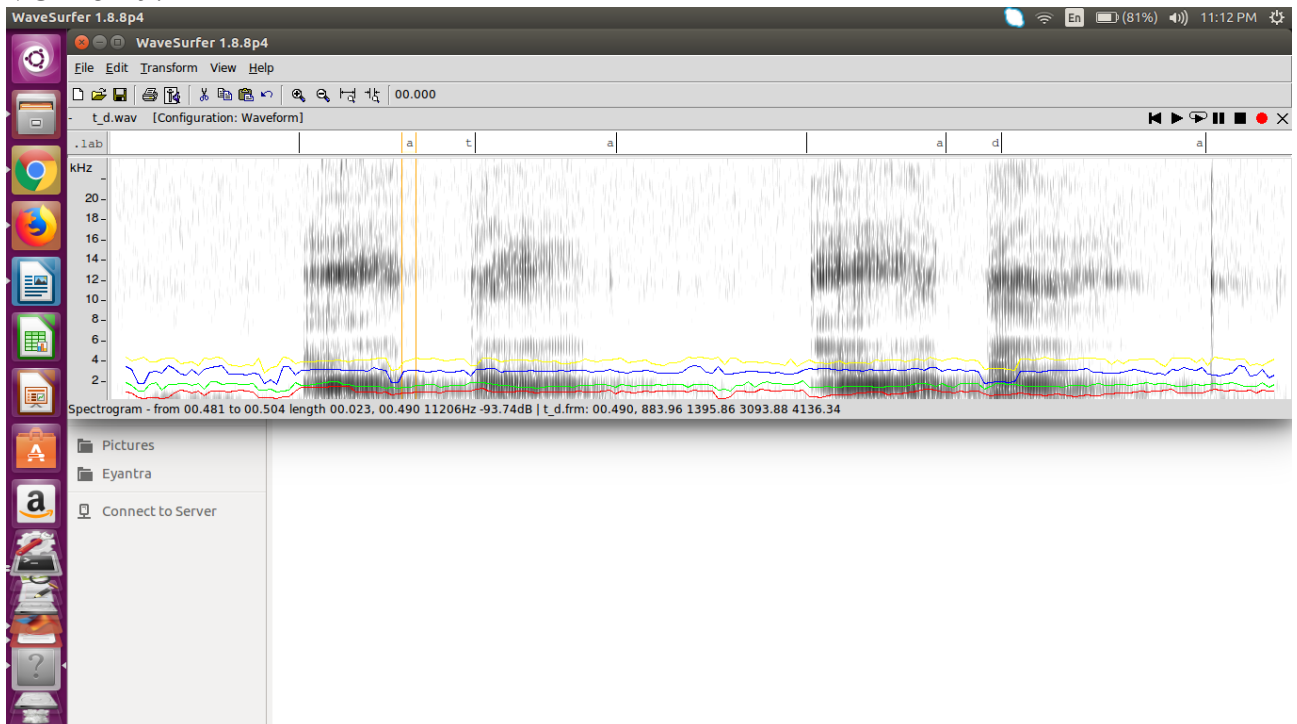 WaveSurfer 1.8.8p4
En (81%) 11:12 PM
WaveSurfer 1.8.8p4
File Edit Transform View Help
00.000
- t_d.wav [Configuration: Waveform]
.lab a t a a d a
kHz
20
18
16
14
12
10
8
6
4
2
Spectrogram - from 00.481 to 00.504 length 00.023, 00.490 11206Hz -93.74dB | t_d.frm: 00.490, 883.96 1395.86 3093.88 4136.34
Pictures
Eyantra
Connect to Server